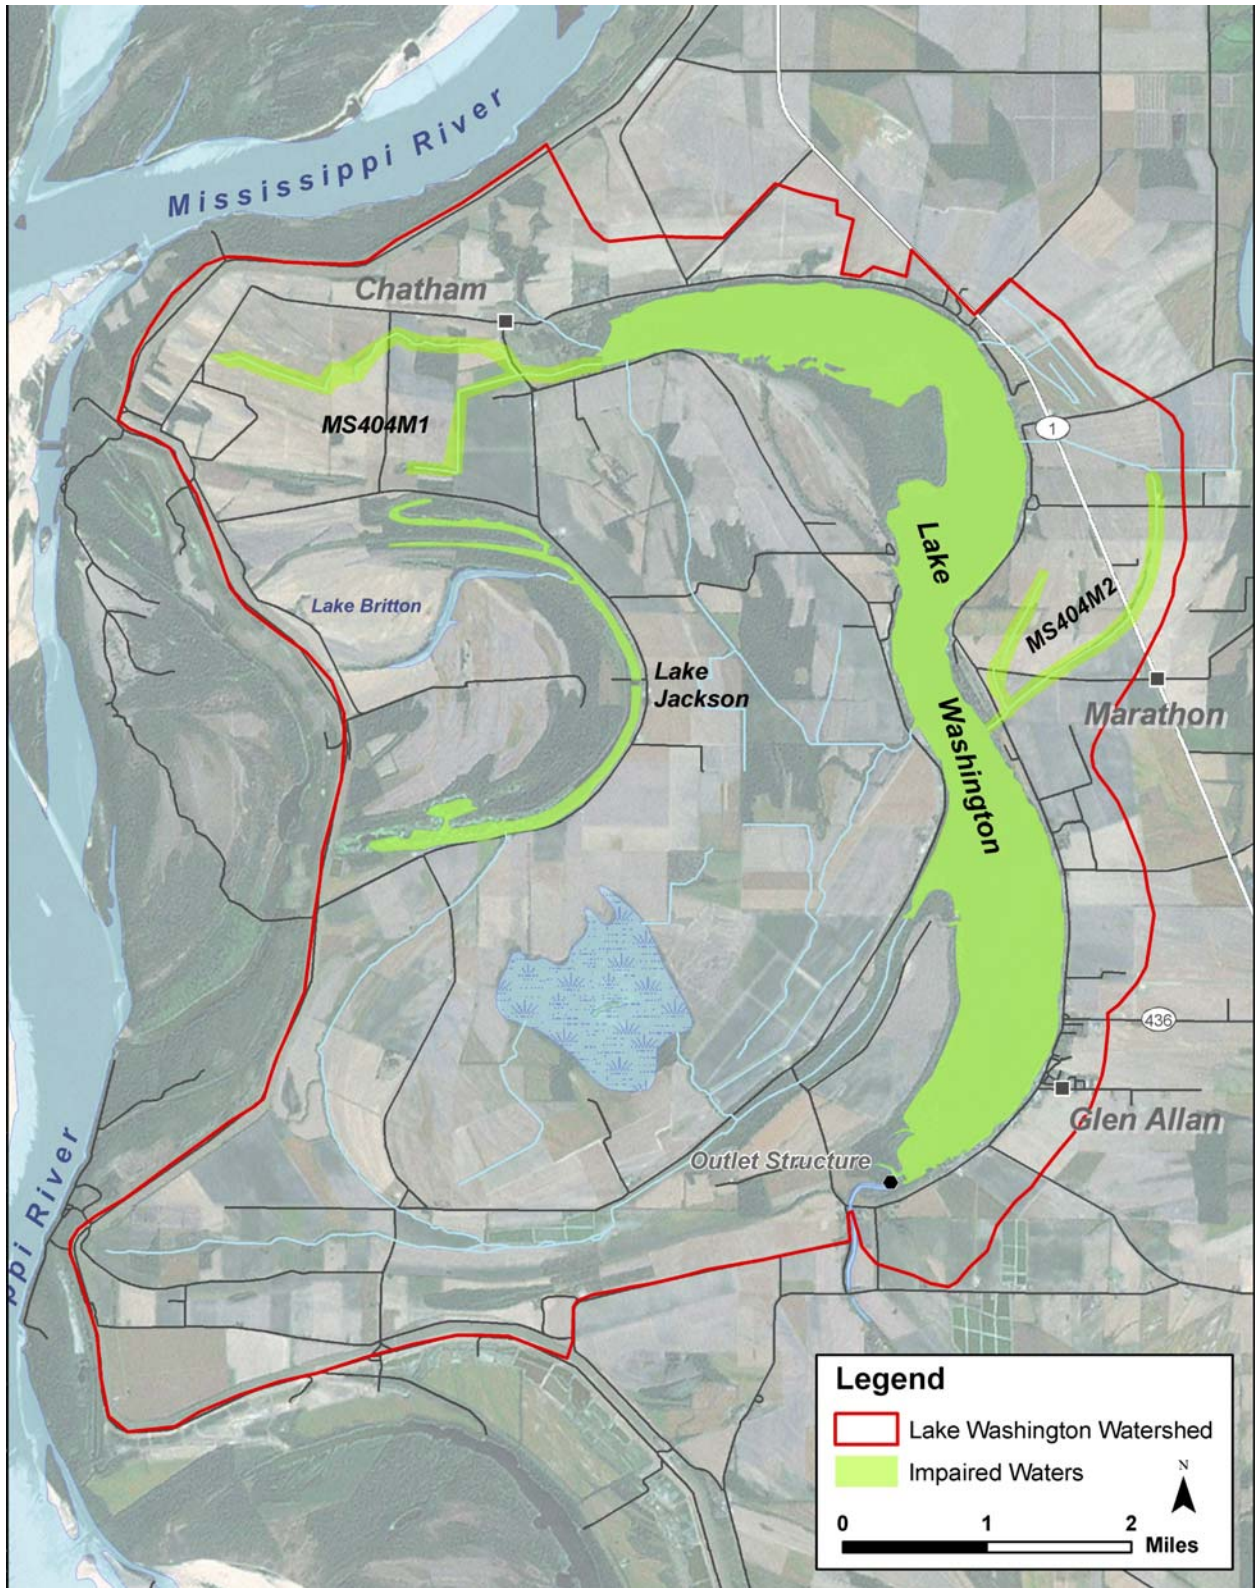 Mississippi River
Chatham
MS404M1
1
Lake Britton
Lake
Washington
MS404M2
Lake
Jackson
Marathon
436
Glen Allan
Outlet Structure
ppi River
Legend
Lake Washington Watershed
Impaired Waters
N
0 1 2
Miles